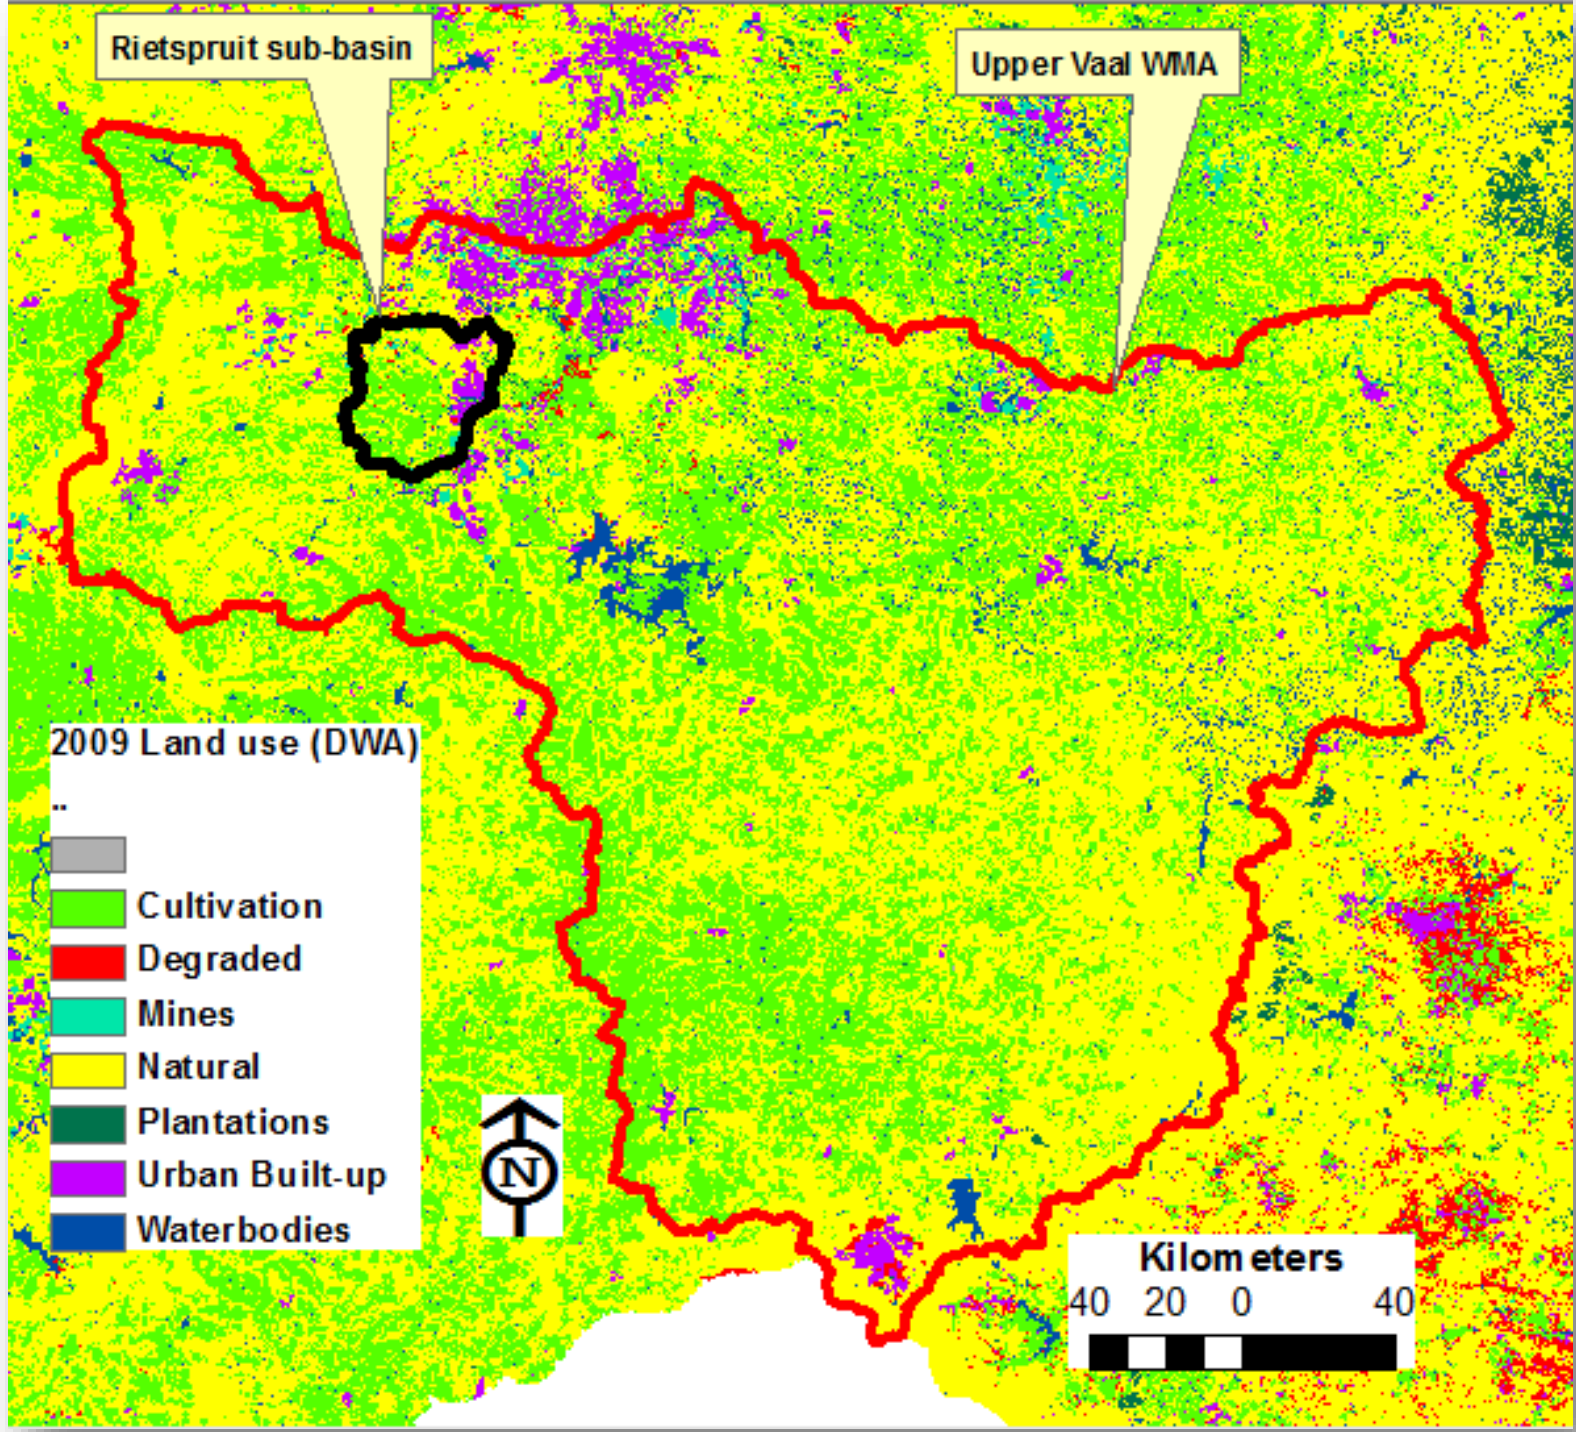 Rietspruit sub-basin
Upper Vaal WMA
2009 Land use (DWA)
..
Cultivation
Degraded
Mines
Natural
Plantations
Urban Built-up
Waterbodies
N
Kilometers
40 20 0 40